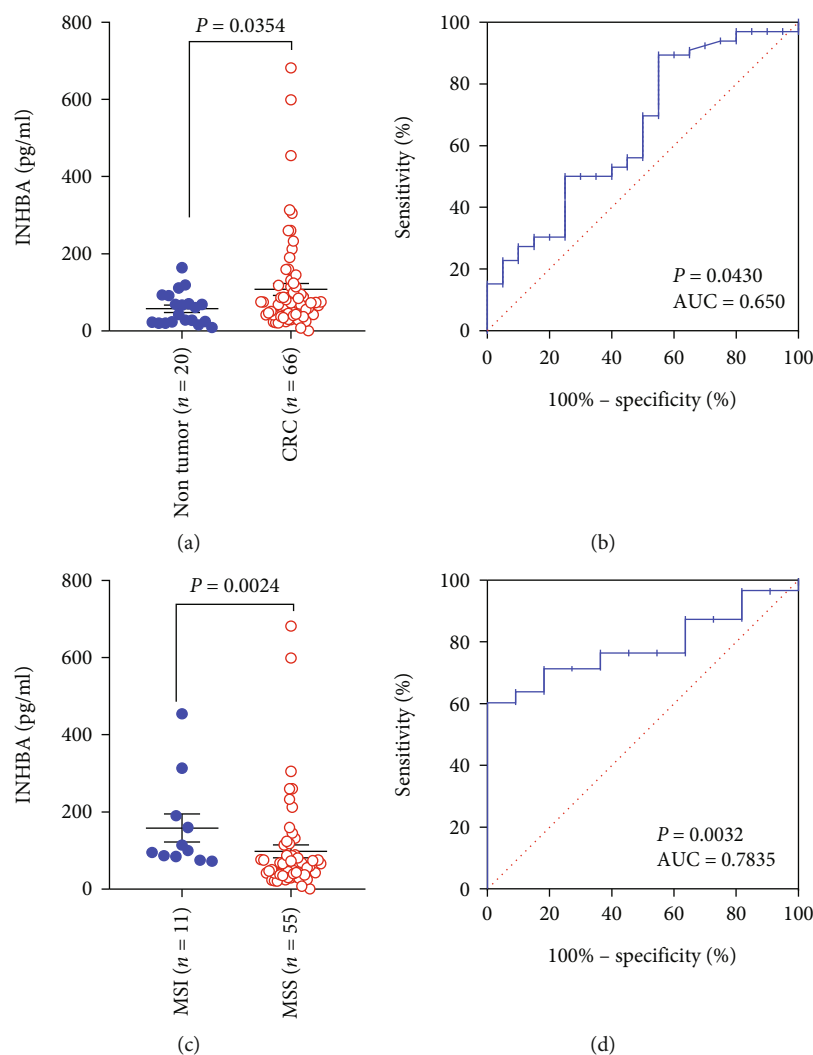 800
600
400
200
0
INHBA (pg/ml)
P = 0.0354
Non tumor (n = 20)
CRC (n = 66)
(a)
100
80
60
40
20
0
Sensitivity (%)
P = 0.0430
AUC = 0.650
0 20 40 60 80 100
100% – specificity (%)
(b)
800
600
400
200
0
INHBA (pg/ml)
P = 0.0024
MSI (n = 11)
MSS (n = 55)
(c)
100
80
60
40
20
0
Sensitivity (%)
P = 0.0032
AUC = 0.7835
0 20 40 60 80 100
100% – specificity (%)
(d)